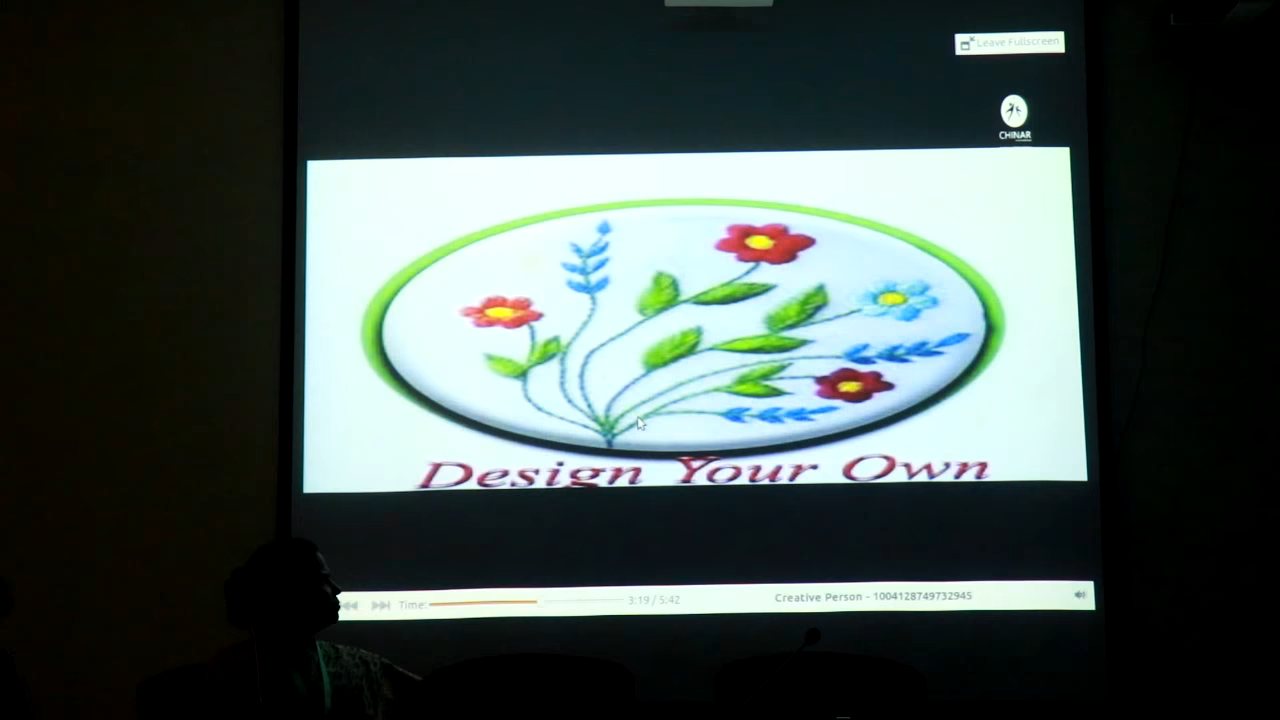 Leave Fullscreen
CHINAR
Design Your Own
Time:
3:19 / 5:42
Creative Person - 1004128749732945